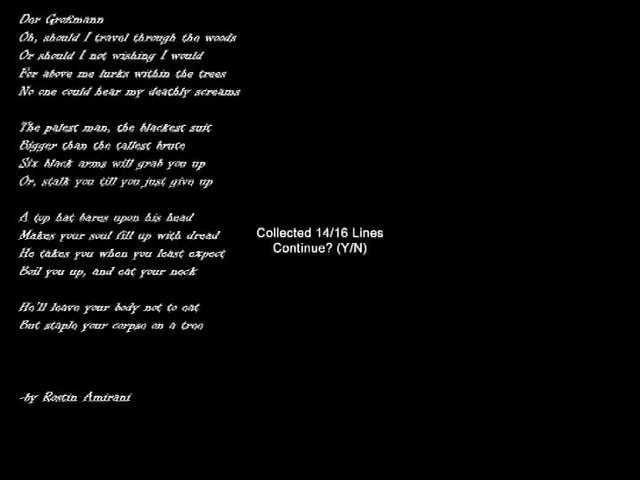 Der Großmann
Oh, should I travel through the woods
Or should I not wishing I would
For above me lurks within the trees
No one could hear my deathly screams
The palest man, the blackest suit
Bigger than the tallest brute
Six black arms will grab you up
Or, stalk you till you just give up
A top hat bares upon his head
Makes your soul fill up with dread
He takes you when you least expect
Boil you up, and eat your neck
He'll leave your body not to eat
But staple your corpse on a tree
-by Rostin Amirani
Collected 14/16 Lines
Continue? (Y/N)